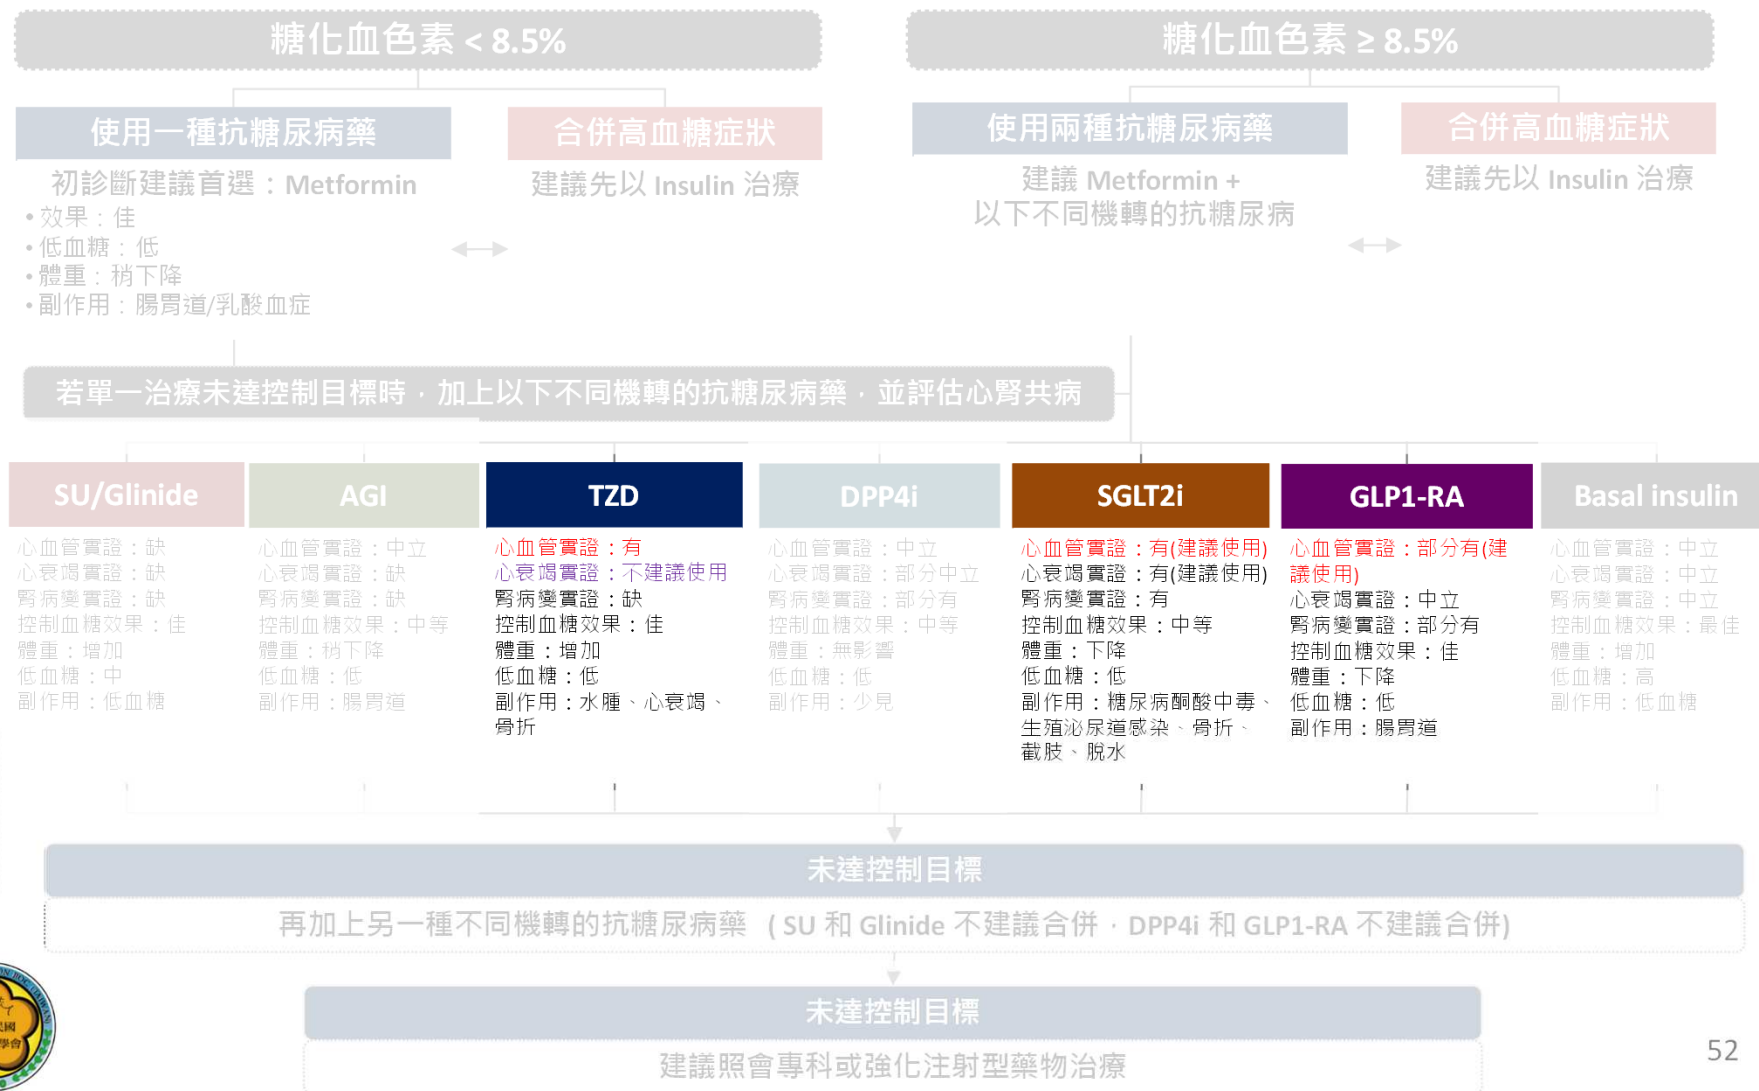 糖化血色素 < 8.5%
糖化血色素 ≥ 8.5%
使用一種抗糖尿病藥
合併高血糖症狀
使用兩種抗糖尿病藥
合併高血糖症狀
初診斷建議首選：Metformin
• 效果：佳
• 低血糖：低
• 體重：稍下降
• 副作用：腸胃道/乳酸血症
建議先以 Insulin 治療
建議 Metformin +
以下不同機轉的抗糖尿病
建議先以 Insulin 治療
若單一治療未達控制目標時，加上以下不同機轉的抗糖尿病藥，並評估心腎共病
SU/Glinide
心血管實證：缺
心衰竭實證：缺
腎病變實證：缺
控制血糖效果：佳
體重：增加
低血糖：中
副作用：低血糖
AGI
心血管實證：中立
心衰竭實證：缺
腎病變實證：缺
控制血糖效果：中等
體重：稍下降
低血糖：低
副作用：腸胃道
TZD
心血管實證：有
心衰竭實證：不建議使用
腎病變實證：缺
控制血糖效果：佳
體重：增加
低血糖：低
副作用：水腫、心衰竭、
骨折
DPP4i
心血管實證：中立
心衰竭實證：部分中立
腎病變實證：部分有
控制血糖效果：中等
體重：無影響
低血糖：低
副作用：少見
SGLT2i
心血管實證：有(建議使用)
心衰竭實證：有(建議使用)
腎病變實證：有
控制血糖效果：中等
體重：下降
低血糖：低
副作用：糖尿病酮酸中毒、
生殖泌尿道感染、骨折、
截肢、脫水
GLP1-RA
心血管實證：部分有(建
議使用)
心衰竭實證：中立
腎病變實證：部分有
控制血糖效果：佳
體重：下降
低血糖：低
副作用：腸胃道
Basal insulin
心血管實證：中立
心衰竭實證：中立
腎病變實證：中立
控制血糖效果：最佳
體重：增加
低血糖：高
副作用：低血糖
未達控制目標
再加上另一種不同機轉的抗糖尿病藥 ( SU 和 Glinide 不建議合併，DPP4i 和 GLP1-RA 不建議合併)
未達控制目標
建議照會專科或強化注射型藥物治療
52